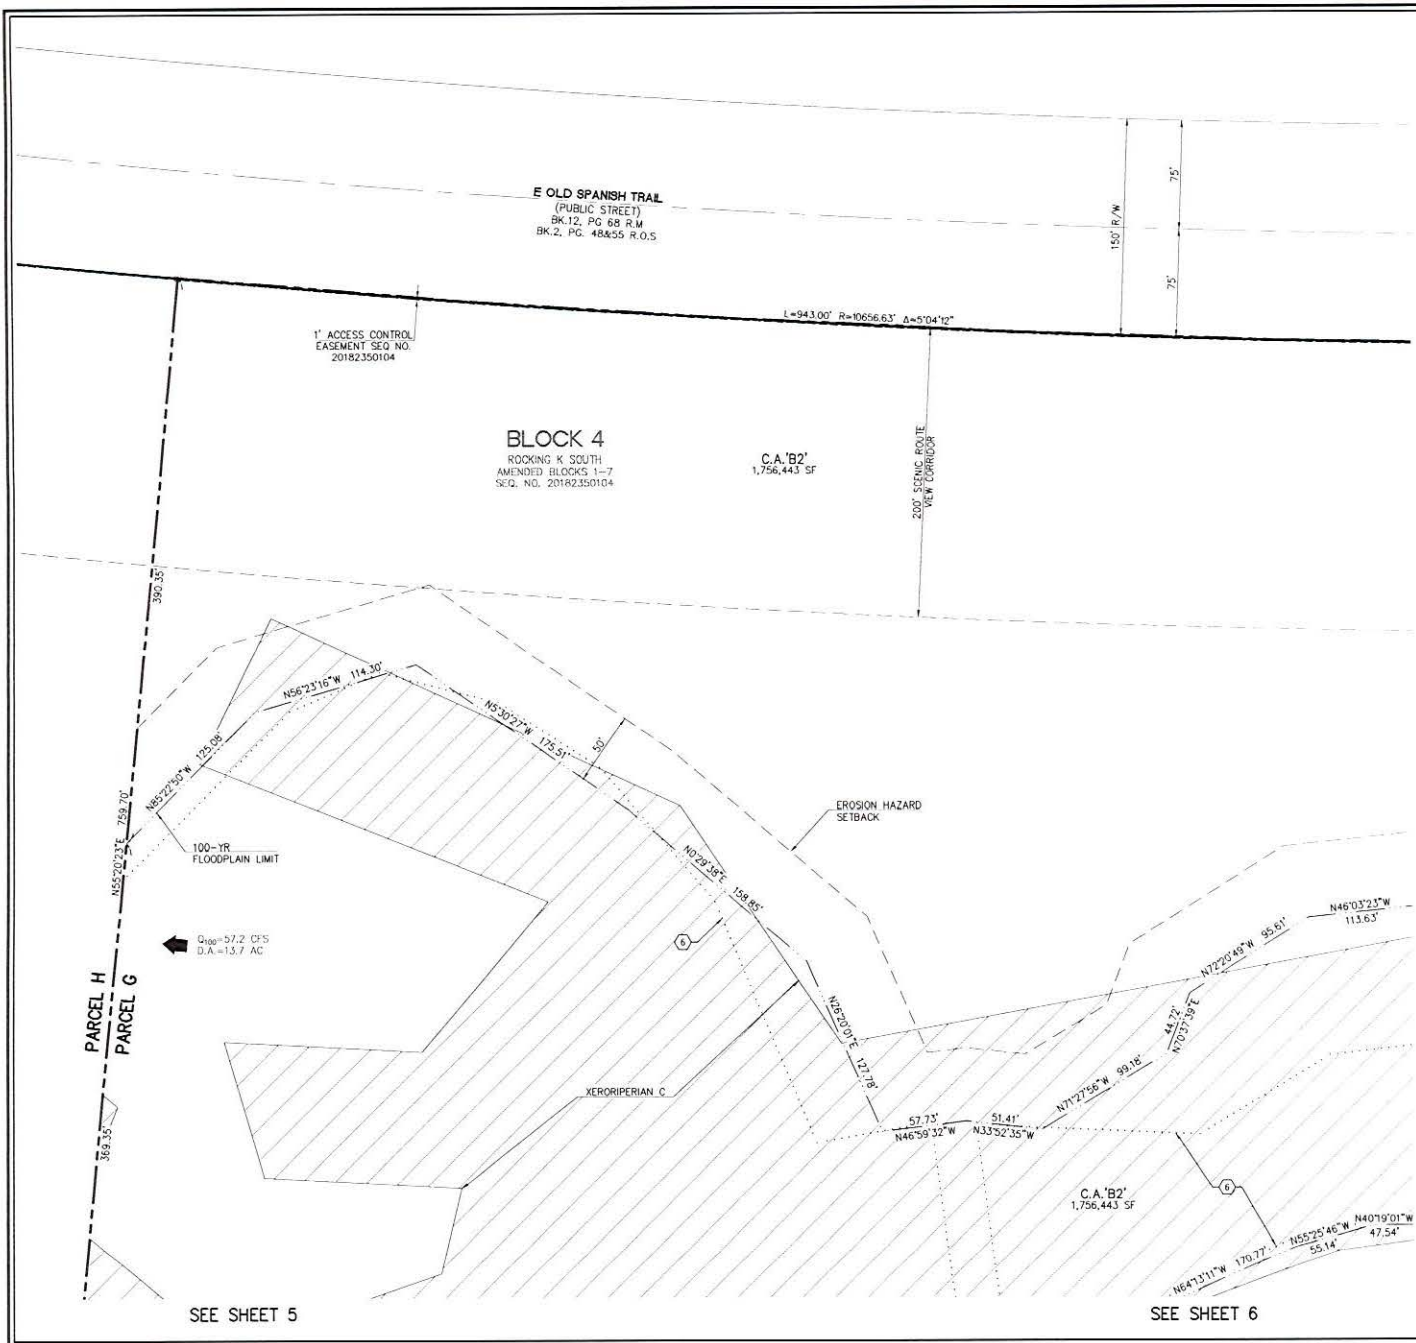 E OLD SPANISH TRAIL
(PUBLIC STREET)
BK.12, PG 68 R.M
BK.2, PG. 48&55 R.O.S
150' R/W
75'
75'
L=943.00' R=10656.63' Δ=5°04'12"
1' ACCESS CONTROL
EASEMENT SEQ NO.
20182350104
BLOCK 4
ROCKING K SOUTH
AMENDED BLOCKS 1-7
SEQ. NO. 20182350104
C.A.'B2'
1,756,443 SF
200' SCENIC ROUTE
VIEW CORRIDOR
390.35'
N56°23'16"W 114.30'
N5°30'27"W 175.51'
50'
N85°22'50"W 125.08'
N55°20'23"E 759.70'
100-YR
FLOODPLAIN LIMIT
EROSION HAZARD
SETBACK
N0°29'38"E 158.85'
6
Q100=57.2 CFS
D.A.=13.7 AC
PARCEL H
PARCEL G
N26°20'01"E 127.78'
N46°03'23"W
113.63'
N72°20'49"W 95.61'
44.72'
N70°37'39"E
N71°27'56"W 99.18'
XERORIPERIAN C
57.73'
N46°59'32"W
51.41'
N33°52'35"W
369.35'
C.A.'B2'
1,756,443 SF
6
N40°19'01"W
47.54'
N55°25'46"W
55.14'
N64°13'11"W 170.77'
SEE SHEET 5
SEE SHEET 6